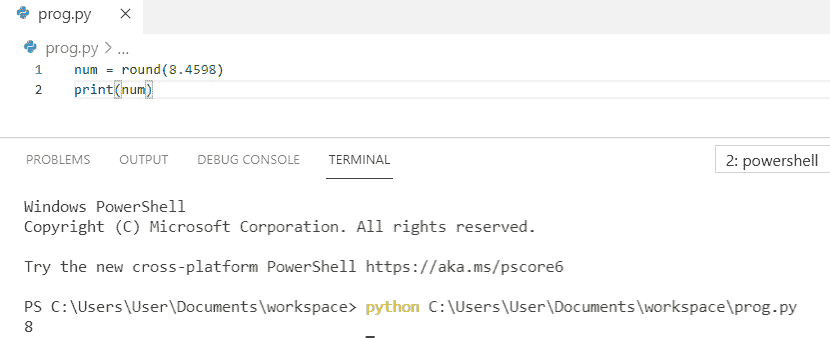 prog.py
prog.py > ...
1 num = round(8.4598)
2 print(num)
PROBLEMS OUTPUT DEBUG CONSOLE TERMINAL 2: powershell
Windows PowerShell
Copyright (C) Microsoft Corporation. All rights reserved.
Try the new cross-platform PowerShell https://aka.ms/pscore6
PS C:\Users\User\Documents\workspace> python C:\Users\User\Documents\workspace\prog.py
8